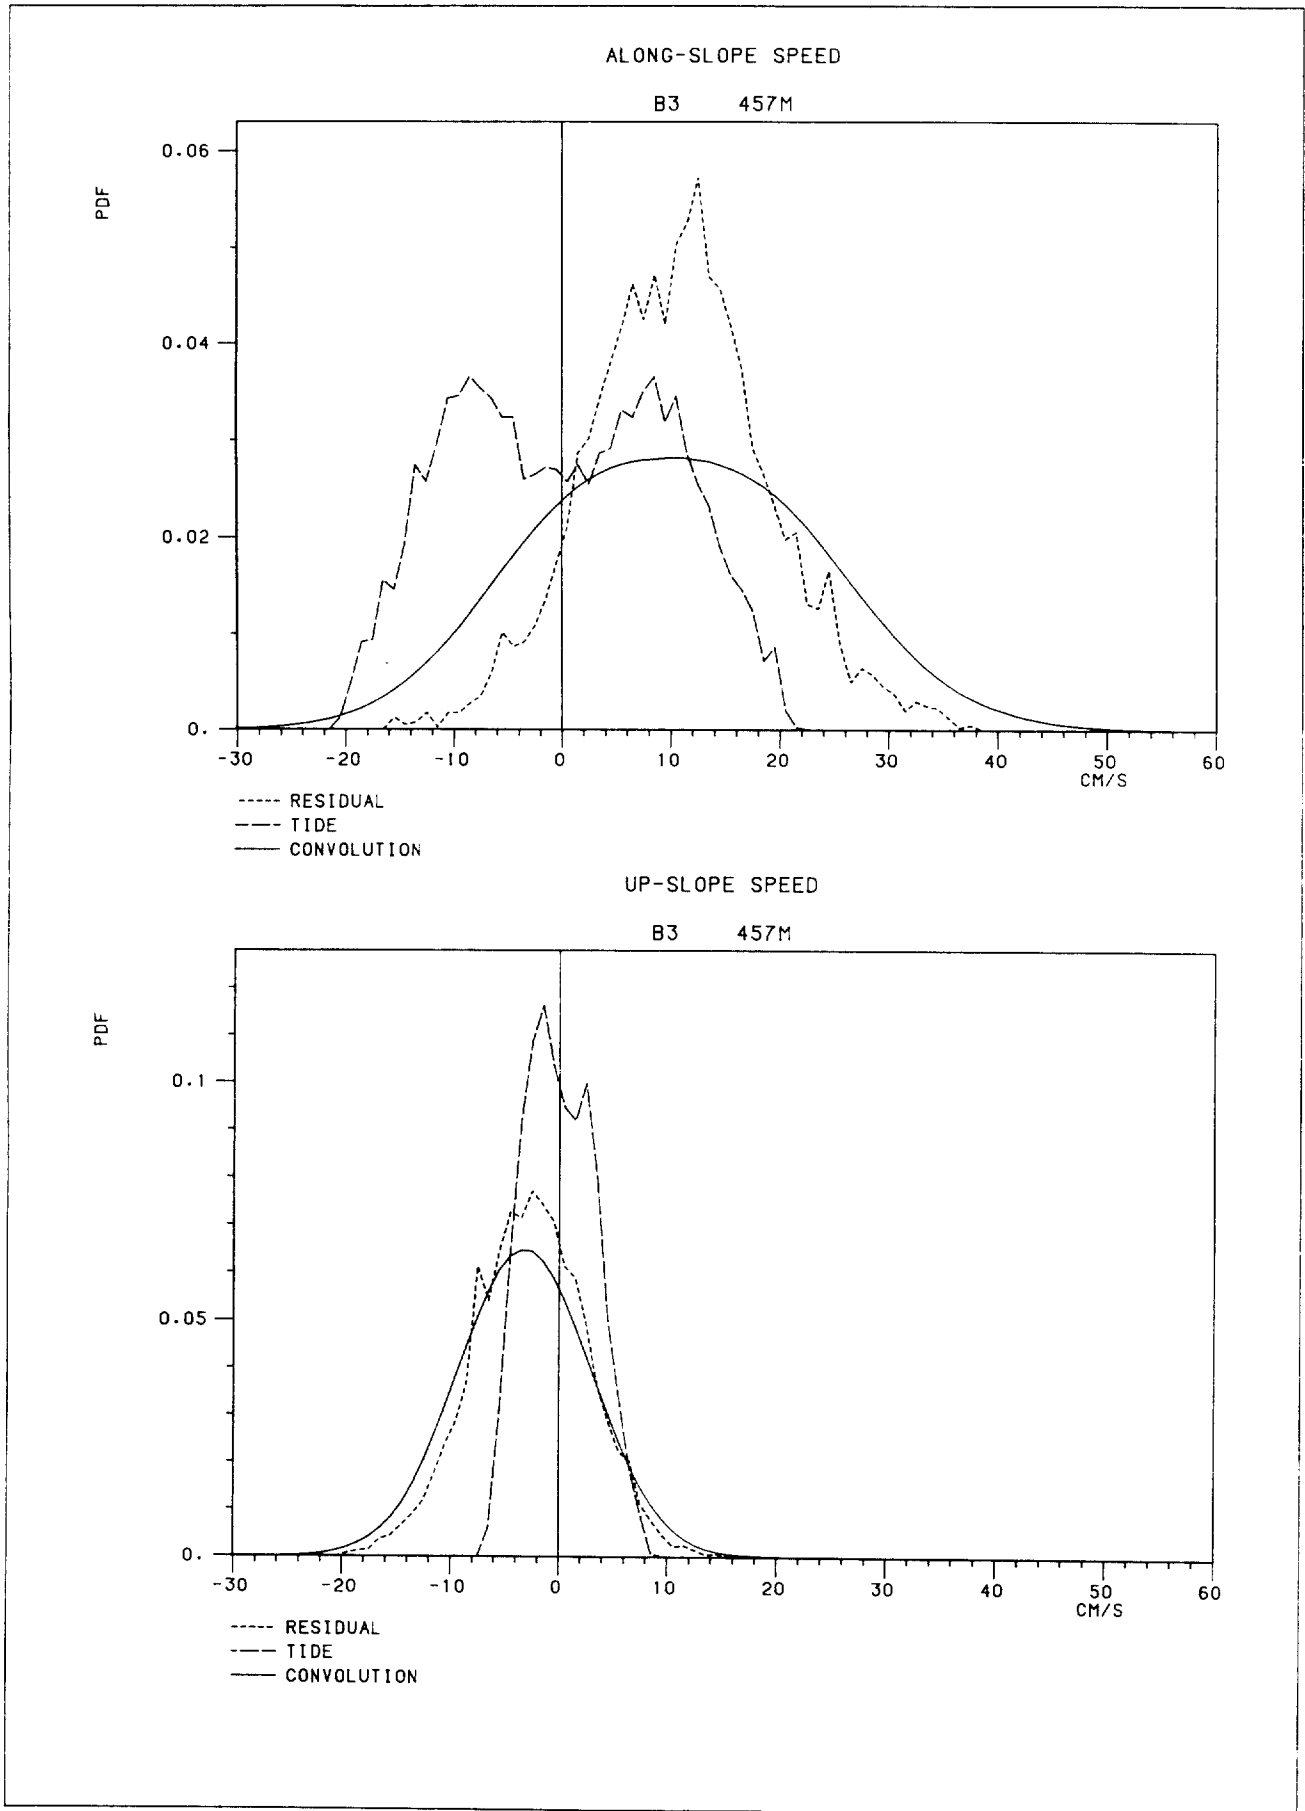 ALONG-SLOPE SPEED
B3 457M
PDF
0.06
0.04
0.02
0.
-30 -20 -10 0 10 20 30 40 50 60
CM/S
RESIDUAL
TIDE
CONVOLUTION
UP-SLOPE SPEED
B3 457M
PDF
0.1
0.05
0.
-30 -20 -10 0 10 20 30 40 50 60
CM/S
RESIDUAL
TIDE
CONVOLUTION